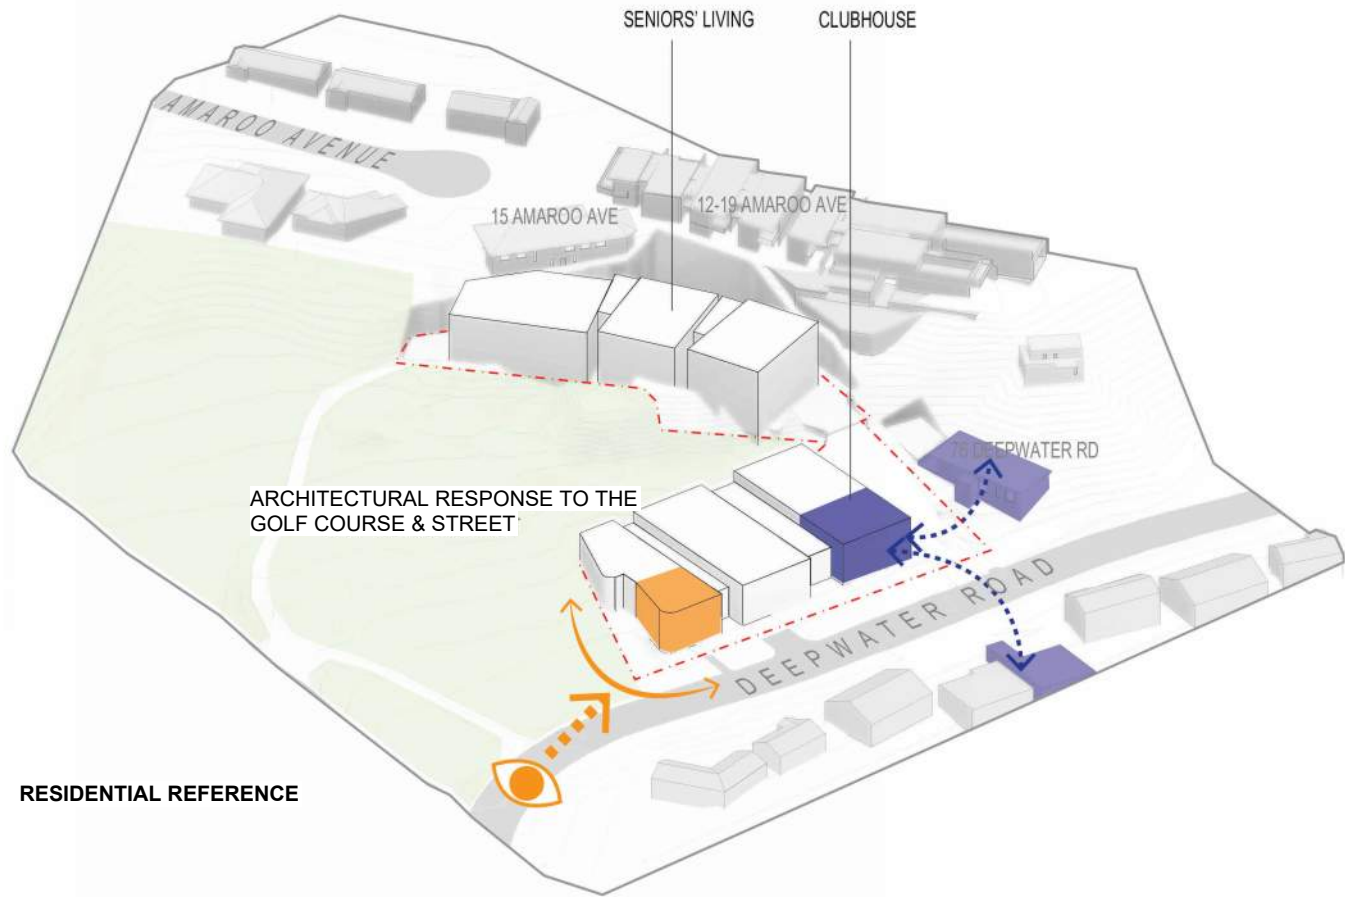 SENIORS' LIVING
CLUBHOUSE
AMAROO AVENUE
15 AMAROO AVE
12-19 AMAROO AVE
76 DEEPWATER RD
ARCHITECTURAL RESPONSE TO THE
GOLF COURSE & STREET
DEEPWATER ROAD
RESIDENTIAL REFERENCE